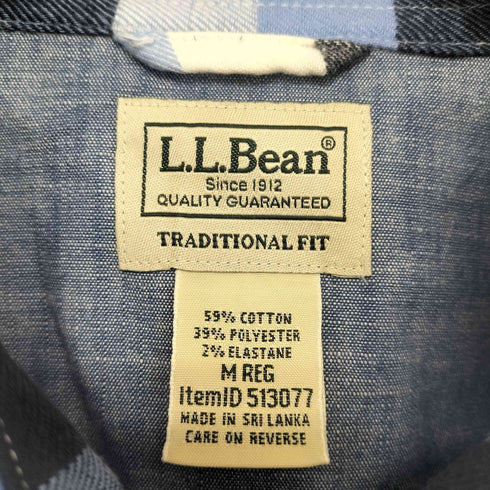 L.L.Bean®
Since 1912
QUALITY GUARANTEED
TRADITIONAL FIT
59% COTTON
39% POLYESTER
2% ELASTANE
M REG
ItemID 513077
MADE IN SRI LANKA
CARE ON REVERSE